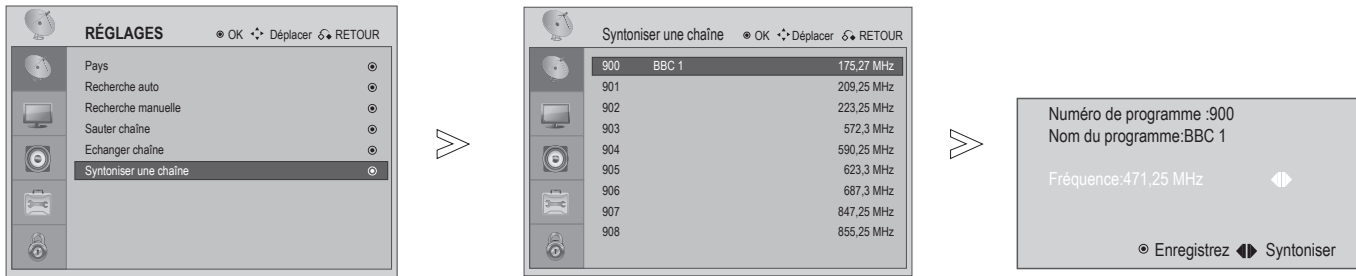 RÉGLAGES OK Déplacer RETOUR
Pays
Recherche auto
Recherche manuelle
Sauter chaîne
Echanger chaîne
Syntoniser une chaîne
Syntoniser une chaîne OK Déplacer RETOUR
900 BBC 1 175,27 MHz
901 209,25 MHz
902 223,25 MHz
903 572,3 MHz
904 590,25 MHz
905 623,3 MHz
906 687,3 MHz
907 847,25 MHz
908 855,25 MHz
Numéro de programme :900
Nom du programme:BBC 1
Fréquence:471,25 MHz
Enregistrez Syntoniser